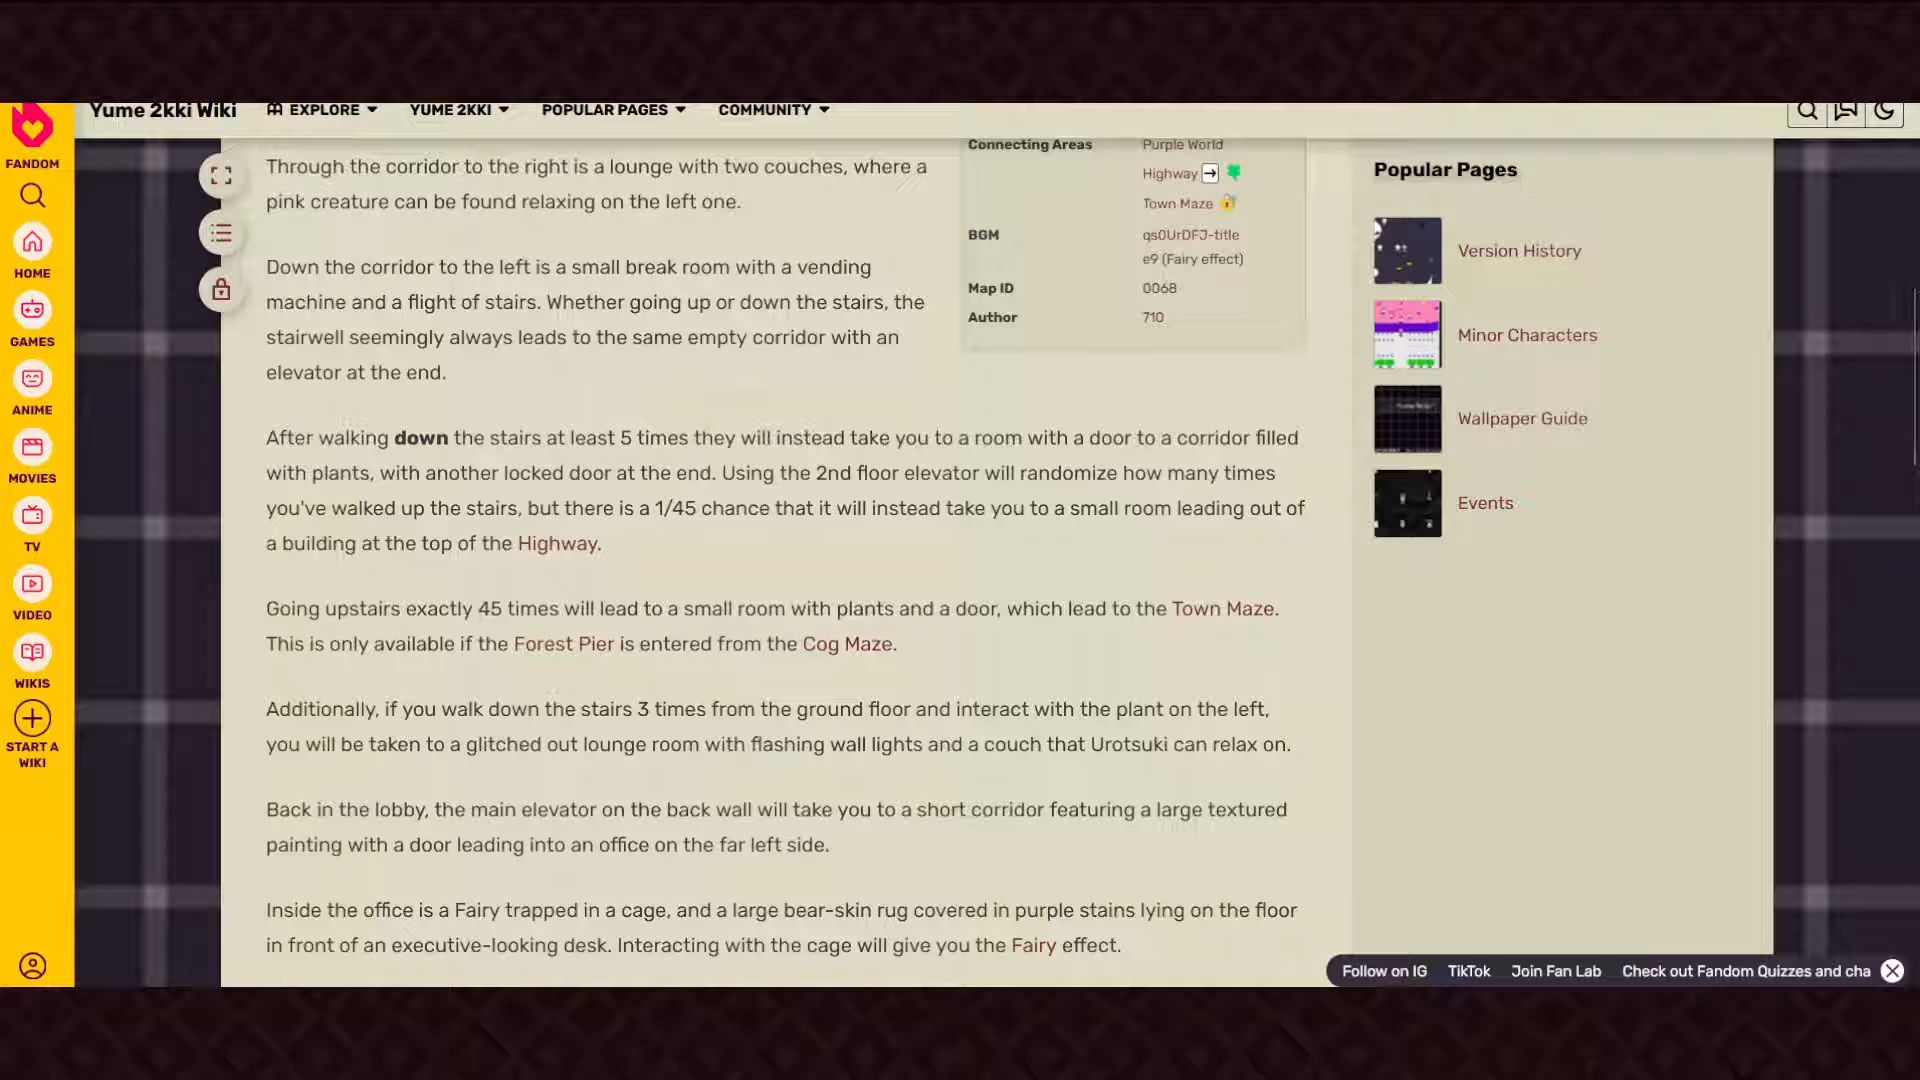 Yume 2kki Wiki
EXPLORE
YUME 2KKI
POPULAR PAGES
COMMUNITY
FANDOM
HOME
GAMES
ANIME
MOVIES
TV
VIDEO
WIKIS
START A
WIKI
Through the corridor to the right is a lounge with two couches, where a
pink creature can be found relaxing on the left one.
Down the corridor to the left is a small break room with a vending
machine and a flight of stairs. Whether going up or down the stairs, the
stairwell seemingly always leads to the same empty corridor with an
elevator at the end.
Connecting Areas Purple World
Highway
Town Maze
BGM qs0UrDFJ-title
e9 (Fairy effect)
Map ID 0068
Author 710
After walking down the stairs at least 5 times they will instead take you to a room with a door to a corridor filled
with plants, with another locked door at the end. Using the 2nd floor elevator will randomize how many times
you've walked up the stairs, but there is a 1/45 chance that it will instead take you to a small room leading out of
a building at the top of the Highway.
Going upstairs exactly 45 times will lead to a small room with plants and a door, which lead to the Town Maze.
This is only available if the Forest Pier is entered from the Cog Maze.
Additionally, if you walk down the stairs 3 times from the ground floor and interact with the plant on the left,
you will be taken to a glitched out lounge room with flashing wall lights and a couch that Urotsuki can relax on.
Back in the lobby, the main elevator on the back wall will take you to a short corridor featuring a large textured
painting with a door leading into an office on the far left side.
Inside the office is a Fairy trapped in a cage, and a large bear-skin rug covered in purple stains lying on the floor
in front of an executive-looking desk. Interacting with the cage will give you the Fairy effect.
Popular Pages
Version History
Minor Characters
Wallpaper Guide
Events
Follow on IG
TikTok
Join Fan Lab
Check out Fandom Quizzes and cha